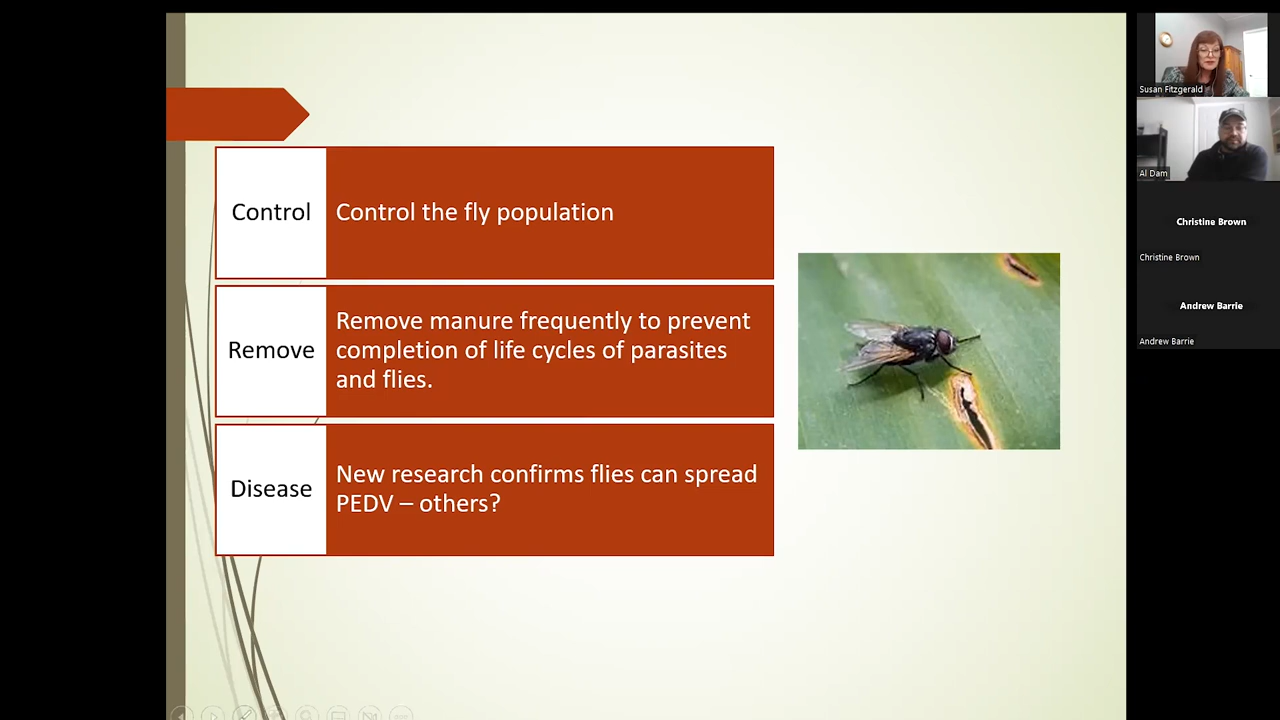 Control
Control the fly population
Remove
Remove manure frequently to prevent
completion of life cycles of parasites
and flies.
Disease
New research confirms flies can spread
PEDV – others?
Susan Fitzgerald
Al Dam
Christine Brown
Christine Brown
Andrew Barrie
Andrew Barrie